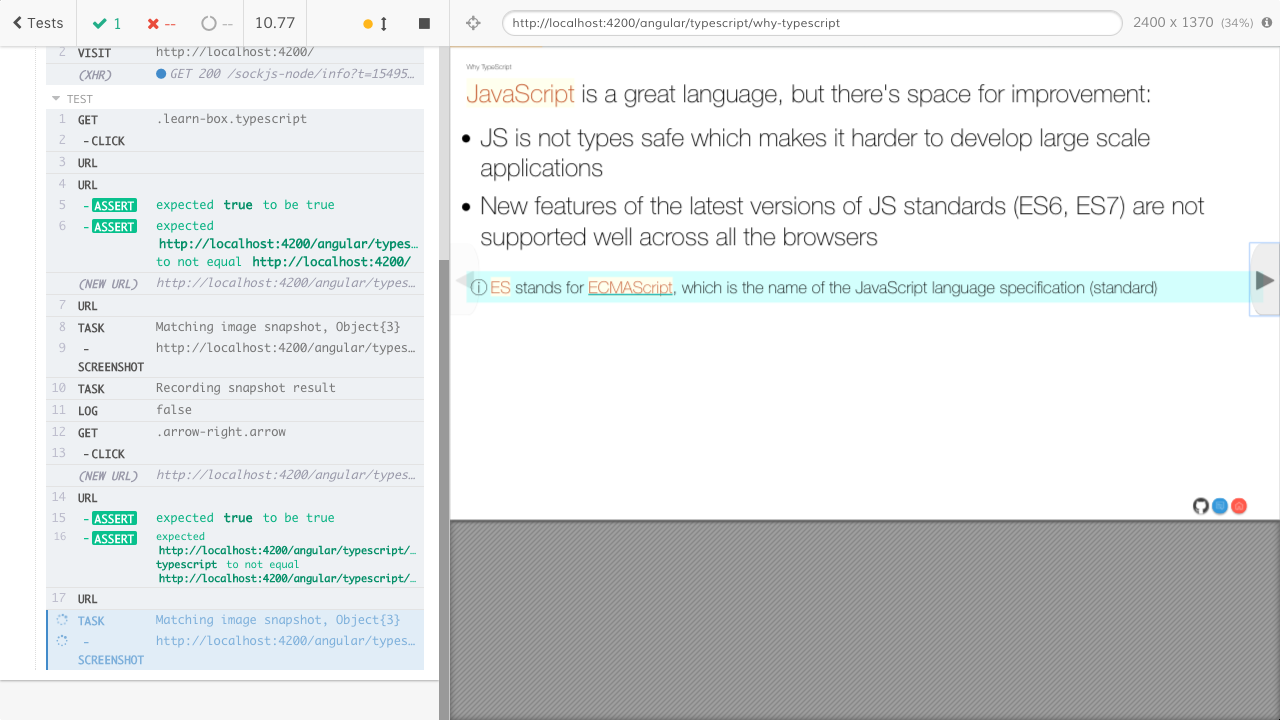 Tests
1
--
--
10.77
http://localhost:4200/angular/typescript/why-typescript
2400 x 1370 (34%)
2 VISIT http://localhost:4200/
(XHR) GET 200 /sockjs-node/info?t=15495…
TEST
1 GET .learn-box.typescript
2 -CLICK
3 URL
4 URL
5 -ASSERT expected true to be true
6 -ASSERT expected
http://localhost:4200/angular/types…
to not equal http://localhost:4200/
(NEW URL) http://localhost:4200/angular/types…
7 URL
8 TASK Matching image snapshot, Object{3}
9 - http://localhost:4200/angular/types…
SCREENSHOT
10 TASK Recording snapshot result
11 LOG false
12 GET .arrow-right.arrow
13 -CLICK
(NEW URL) http://localhost:4200/angular/types…
14 URL
15 -ASSERT expected true to be true
16 -ASSERT expected
http://localhost:4200/angular/typescript/…
typescript to not equal
http://localhost:4200/angular/typescript/…
17 URL
TASK Matching image snapshot, Object{3}
- http://localhost:4200/angular/types…
SCREENSHOT
Why TypeScript
JavaScript is a great language, but there's space for improvement:
• JS is not types safe which makes it harder to develop large scale
applications
• New features of the latest versions of JS standards (ES6, ES7) are not
supported well across all the browsers
ES stands for ECMAScript, which is the name of the JavaScript language specification (standard)